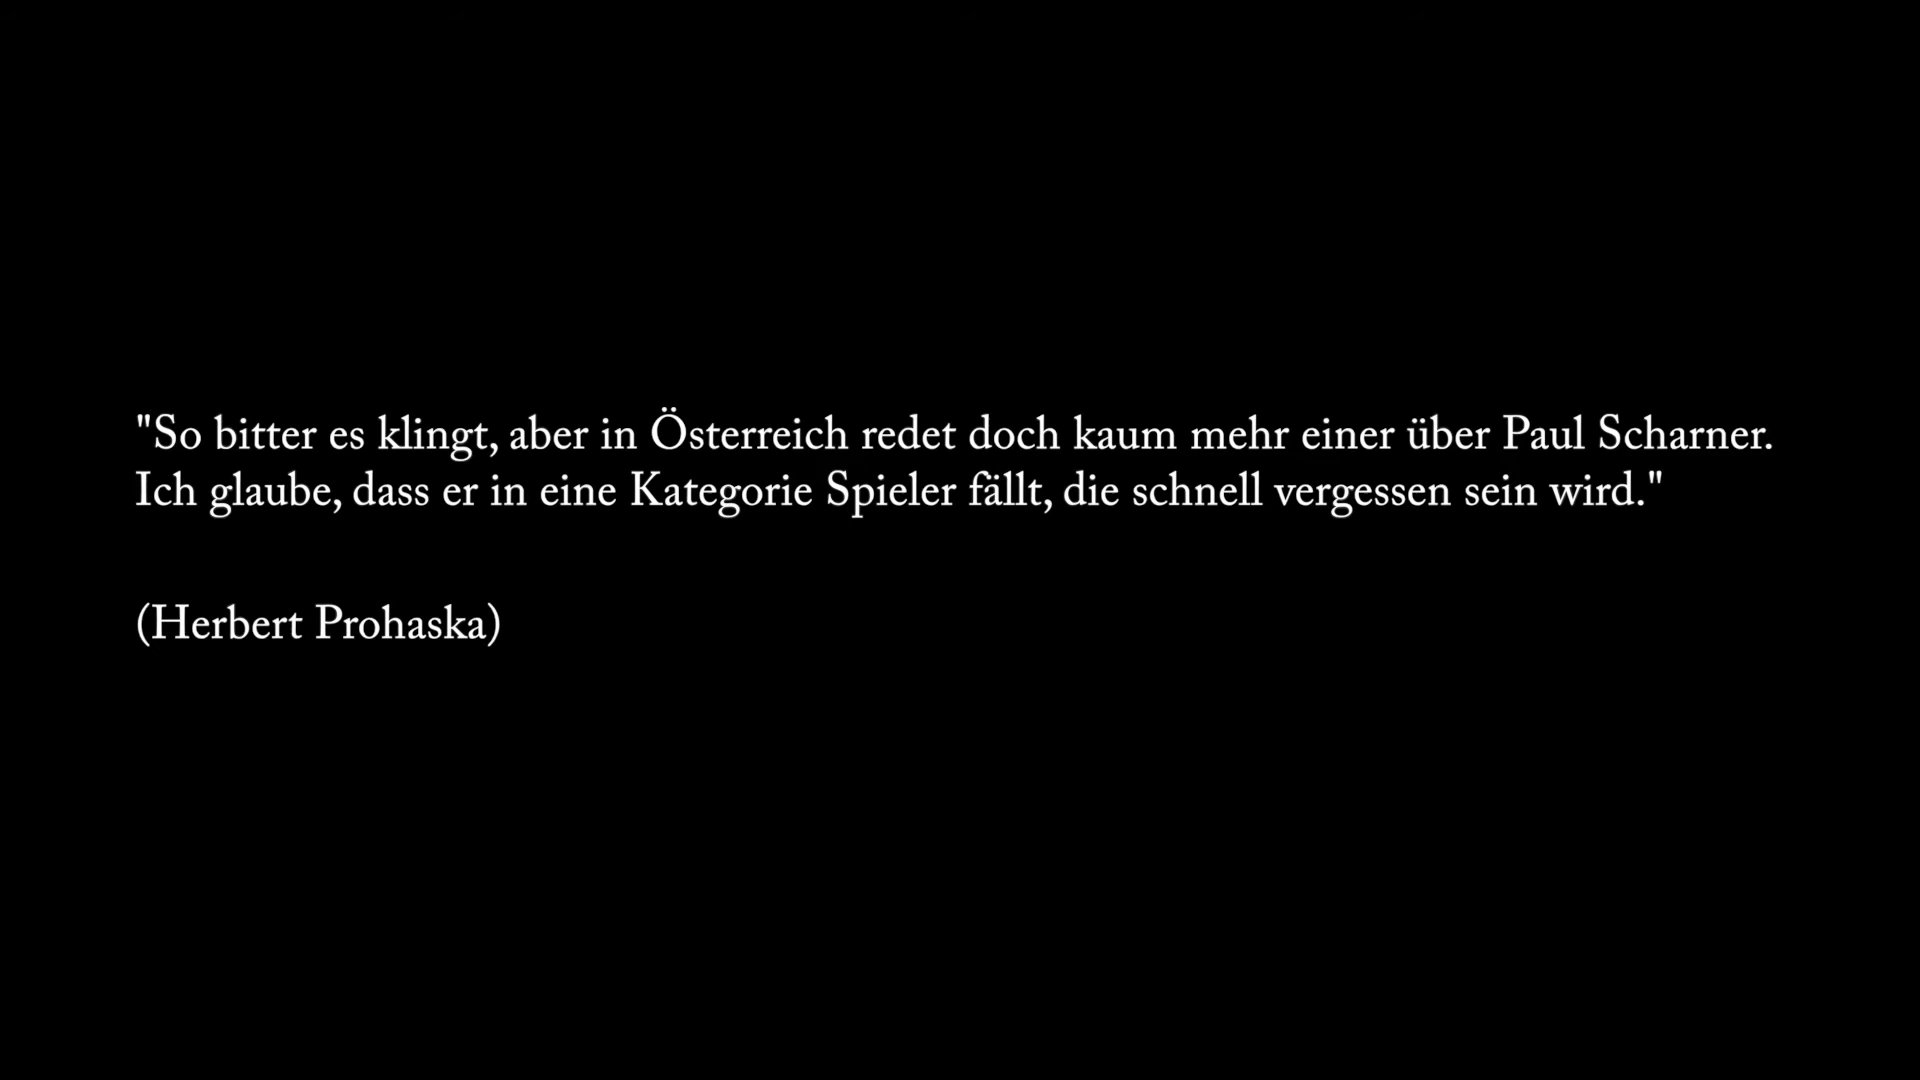 "So bitter es klingt, aber in Österreich redet doch kaum mehr einer über Paul Scharner.
Ich glaube, dass er in eine Kategorie Spieler fällt, die schnell vergessen sein wird."
(Herbert Prohaska)